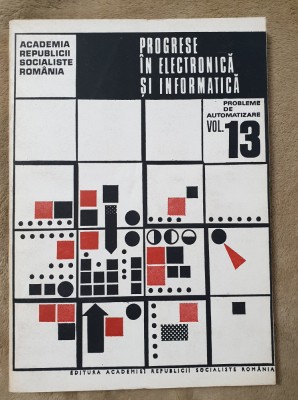 ACADEMIA
REPUBLICII
SOCIALISTE
ROMÂNIA
PROGRESE
ÎN ELECTRONICĂ
ȘI INFORMATICĂ
PROBLEME
DE
AUTOMATIZARE
VOL. 13
EDITURA ACADEMIEI REPUBLICII SOCIALISTE ROMÂNIA